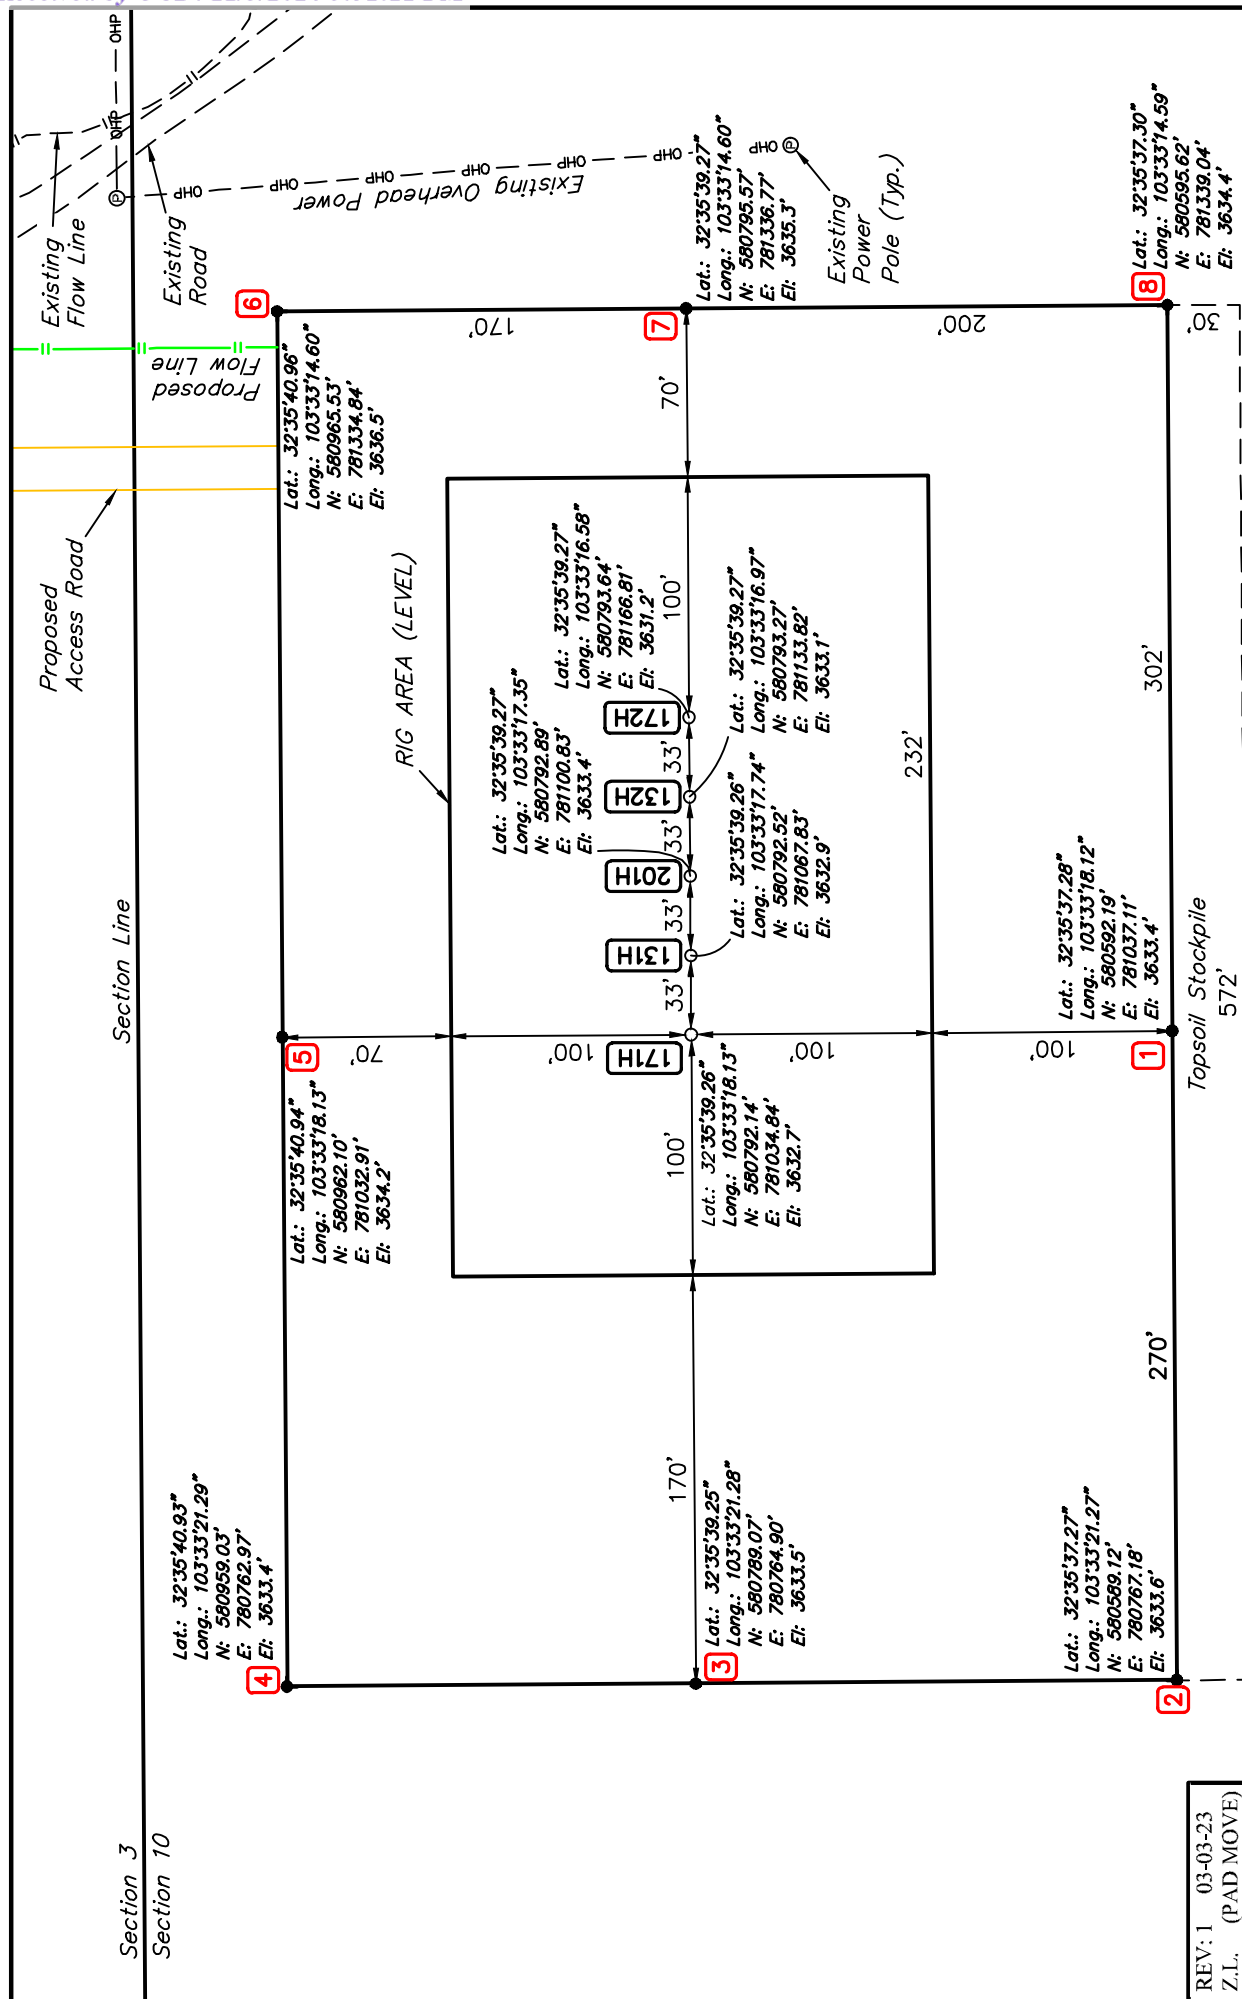 Section 3
Section 10
Section Line
Proposed
Access Road
Existing
Flow Line
Existing
Road
Proposed
Flow Line
OHP
OHP
OHP
OHP
OHP
OHP
OHP
OHP
Existing Overhead Power
Existing
Power
Pole (Typ.)
P
P
4
Lat.: 32°35'40.93"
Long.: 103°33'21.29"
N: 580959.03'
E: 780762.97'
El: 3633.4'
5
Lat.: 32°35'40.94"
Long.: 103°33'18.13"
N: 580962.10'
E: 781032.91'
El: 3634.2'
6
Lat.: 32°35'40.96"
Long.: 103°33'14.60"
N: 580965.53'
E: 781334.84'
El: 3636.5'
RIG AREA (LEVEL)
70'
100'
100'
100'
170'
200'
30'
3
Lat.: 32°35'39.25"
Long.: 103°33'21.28"
N: 580789.07'
E: 780764.90'
El: 3633.5'
170'
100'
33'
33'
33'
33'
100'
70'
171H
131H
201H
132H
172H
Lat.: 32°35'39.26"
Long.: 103°33'18.13"
N: 580792.14'
E: 781034.84'
El: 3632.7'
Lat.: 32°35'39.26"
Long.: 103°33'17.74"
N: 580792.52'
E: 781067.83'
El: 3632.9'
Lat.: 32°35'39.27"
Long.: 103°33'17.35"
N: 580792.89'
E: 781100.83'
El: 3633.4'
Lat.: 32°35'39.27"
Long.: 103°33'16.97"
N: 580793.27'
E: 781133.82'
El: 3633.1'
Lat.: 32°35'39.27"
Long.: 103°33'16.58"
N: 580793.64'
E: 781166.81'
El: 3631.2'
7
Lat.: 32°35'39.27"
Long.: 103°33'14.60"
N: 580795.57'
E: 781336.77'
El: 3635.3'
232'
2
Lat.: 32°35'37.27"
Long.: 103°33'21.27"
N: 580589.12'
E: 780767.18'
El: 3633.6'
270'
1
Lat.: 32°35'37.28"
Long.: 103°33'18.12"
N: 580592.19'
E: 781037.11'
El: 3633.4'
302'
8
Lat.: 32°35'37.30"
Long.: 103°33'14.59"
N: 580595.62'
E: 781339.04'
El: 3634.4'
Topsoil Stockpile
572'
REV: 1 03-03-23
Z.L. (PAD MOVE)